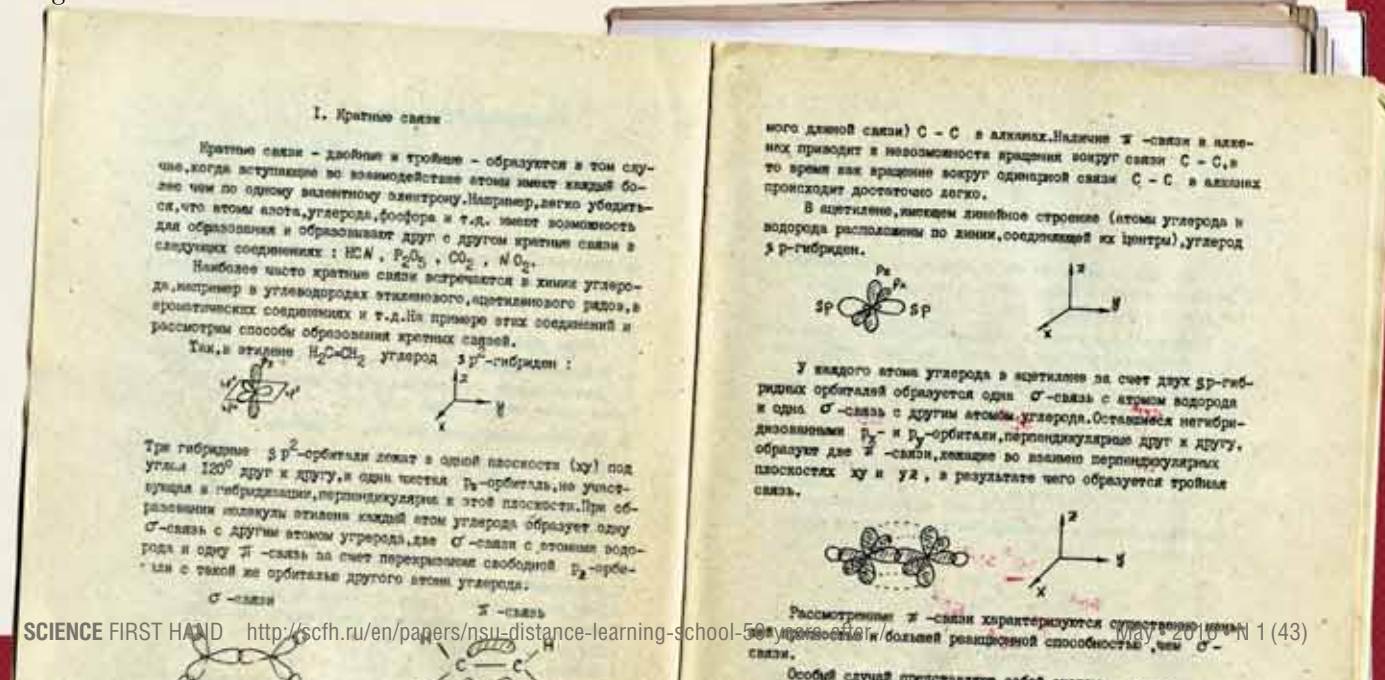 I. Кратные связи
Кратные связи – двойные и тройные – образуются в том слу-
чае,когда вступающие во взаимодействие атомы имеют каждый бо-
лее чем по одному валентному электрону.Например,легко убедить-
ся,что атомы азота,углерода,фосфора и т.д. имеют возможность
для образования и образовывают друг с другом кратные связи в
следующих соединениях : HCN , P₂O₅ , CO₂ , NO₂.
Наиболее часто кратные связи встречаются в химии углеро-
да,например в углеводородах этиленового,ацетиленового рядов,в
ароматических соединениях и т.д.На примере этих соединений и
рассмотрим способы образования кратных связей.
Так,в этилене H₂C=CH₂ углерод sp²-гибриден :
z
y
x
Три гибридные sp²-орбитали лежат в одной плоскости (xy) под
углом 120° друг к другу,и одна чистая p_z-орбиталь,не участ-
вующая в гибридизации,перпендикулярна к этой плоскости.При об-
разовании молекулы этилена каждый атом углерода образует одну
σ-связь с другим атомом угрерода,две σ-связи с атомами водо-
рода и одну π-связь за счет перекрывания свободной p_z-орби-
с такой же орбиталью другого атома углерода.
σ-связи
π-связь
C
C
H
H
C – C
мого длиной связи) C – C в алканах.Наличие π-связи в алке-
нах приводит к невозможности вращения вокруг связи C – C,в
то время как вращение вокруг одинарной связи C – C в алканах
происходит достаточно легко.
В ацетилене,имеющем линейное строение (атомы углерода и
водорода расположены по линии,соединяющей их центры),углерод
sp-гибриден.
Pz
Px
SP SP
z
y
x
У каждого атома углерода в ацетилене за счет двух sp-гиб-
ридных орбиталей образуется одна σ-связь с атомом водорода
и одна σ-связь с другим атомом углерода.Оставшиеся негибри-
дизованными p_x- и p_y-орбитали,перпендикулярные друг к другу,
образуют две π-связи,лежащие во взаимно перпендикулярных
плоскостях xy и yz, в результате чего образуется тройная
связь.
z
y
x
Рассмотренные π-связи характеризуются существенно мень-
шей прочностью и большей реакционной способностью ,чем σ-
связи.
Особый случай представляет собой
SCIENCE FIRST HAND http://scfh.ru/en/papers/nsu-distance-learning-school-50-years-after May • 2016 • N 1 (43)